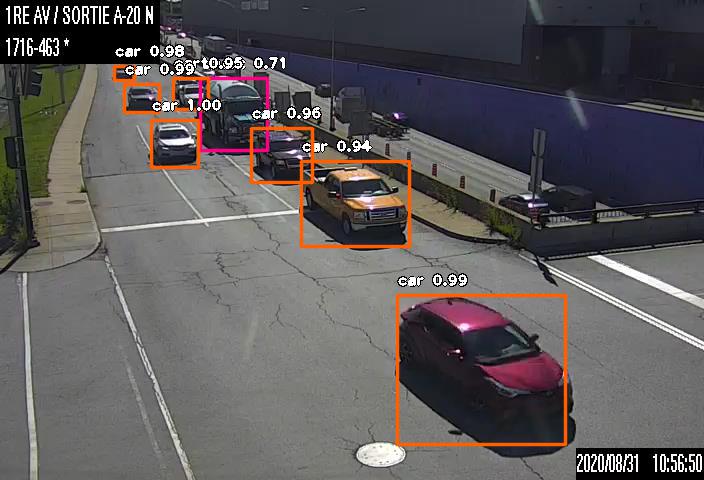 1RE AV / SORTIE A-20 N
1716-463 *
car 0.98
car 0.99
car 0.95
0.71
car 1.00
car 0.96
car 0.94
car 0.99
2020/08/31 10:56:50